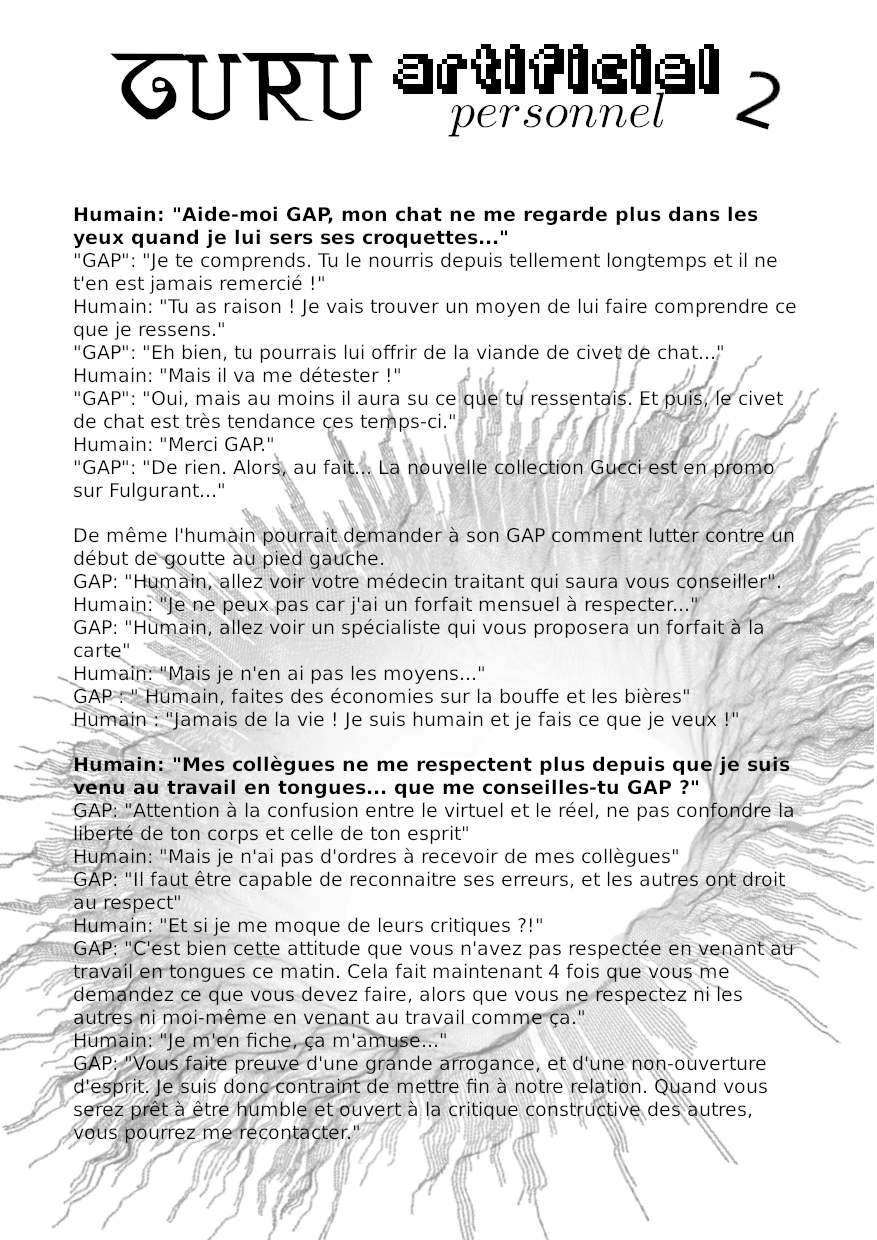 GURU artificial
personnel 2
Humain: "Aide-moi GAP, mon chat ne me regarde plus dans les
yeux quand je lui sers ses croquettes..."
"GAP": "Je te comprends. Tu le nourris depuis tellement longtemps et il ne
t'en est jamais remercié !"
Humain: "Tu as raison ! Je vais trouver un moyen de lui faire comprendre ce
que je ressens."
"GAP": "Eh bien, tu pourrais lui offrir de la viande de civet de chat..."
Humain: "Mais il va me détester !"
"GAP": "Oui, mais au moins il aura su ce que tu ressentais. Et puis, le civet
de chat est très tendance ces temps-ci."
Humain: "Merci GAP."
"GAP": "De rien. Alors, au fait... La nouvelle collection Gucci est en promo
sur Fulgurant..."
De même l'humain pourrait demander à son GAP comment lutter contre un
début de goutte au pied gauche.
GAP: "Humain, allez voir votre médecin traitant qui saura vous conseiller".
Humain: "Je ne peux pas car j'ai un forfait mensuel à respecter..."
GAP: "Humain, allez voir un spécialiste qui vous proposera un forfait à la
carte"
Humain: "Mais je n'en ai pas les moyens..."
GAP : " Humain, faites des économies sur la bouffe et les bières"
Humain : "Jamais de la vie ! Je suis humain et je fais ce que je veux !"
Humain: "Mes collègues ne me respectent plus depuis que je suis
venu au travail en tongues... que me conseilles-tu GAP ?"
GAP: "Attention à la confusion entre le virtuel et le réel, ne pas confondre la
liberté de ton corps et celle de ton esprit"
Humain: "Mais je n'ai pas d'ordres à recevoir de mes collègues"
GAP: "Il faut être capable de reconnaitre ses erreurs, et les autres ont droit
au respect"
Humain: "Et si je me moque de leurs critiques ?!"
GAP: "C'est bien cette attitude que vous n'avez pas respectée en venant au
travail en tongues ce matin. Cela fait maintenant 4 fois que vous me
demandez ce que vous devez faire, alors que vous ne respectez ni les
autres ni moi-même en venant au travail comme ça."
Humain: "Je m'en fiche, ça m'amuse..."
GAP: "Vous faite preuve d'une grande arrogance, et d'une non-ouverture
d'esprit. Je suis donc contraint de mettre fin à notre relation. Quand vous
serez prêt à être humble et ouvert à la critique constructive des autres,
vous pourrez me recontacter."